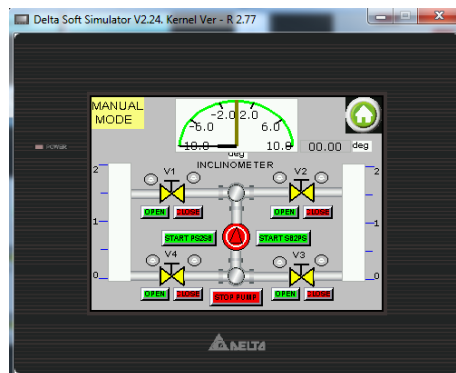 Delta Soft Simulator V2.24. Kernel Ver - R 2.77
MANUAL
MODE
-2.0 2.0
-6.0 6.0
-10.0 10.0
00.00 deg
deg
INCLINOMETER
POWER
2 V1 V2 2
OPEN CLOSE OPEN CLOSE
1 1
START PS2SB START SB2PS
V4 V3
0 0
OPEN CLOSE OPEN CLOSE
STOP PUMP
DELTA